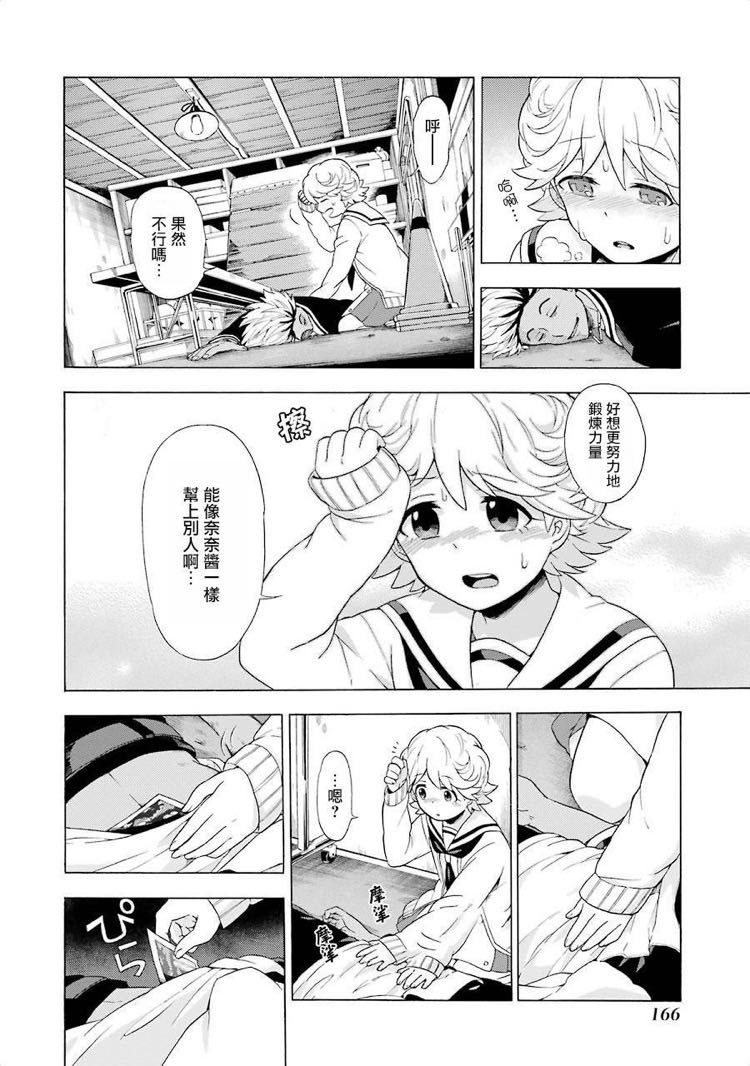 哈啊…
呼——
果然
不行嗎…
好想更努力地
鍛煉力量
擦
能像奈奈醬一樣
幫上別人啊…
…嗯?
摩挲
摩挲
ぴら
166